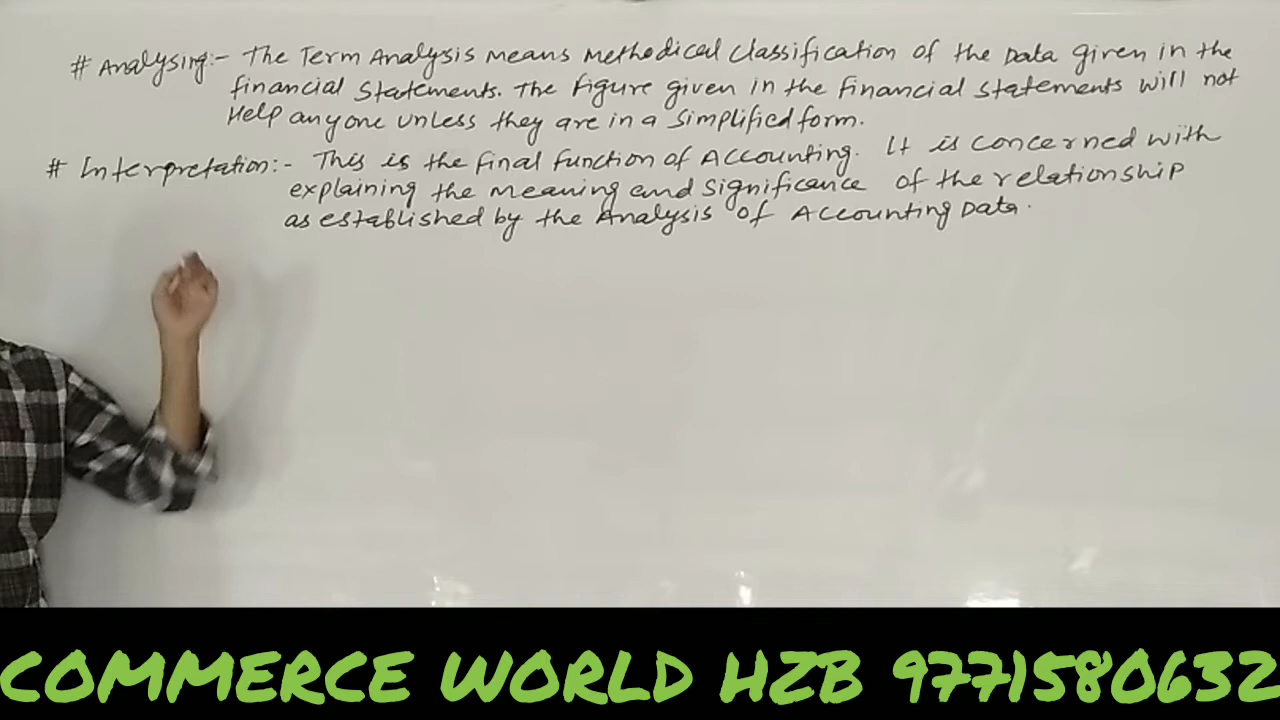 # Analysing:- The Term Analysis means Methodical Classification of the Data given in the
financial Statements. The figure given in the financial statements will not
Help anyone unless they are in a simplified form.
# Interpretation:- This is the final function of Accounting. It is concerned with
explaining the meaning and significance of the relationship
as established by the Analysis of Accounting Data.
COMMERCE WORLD HZB 9771580632